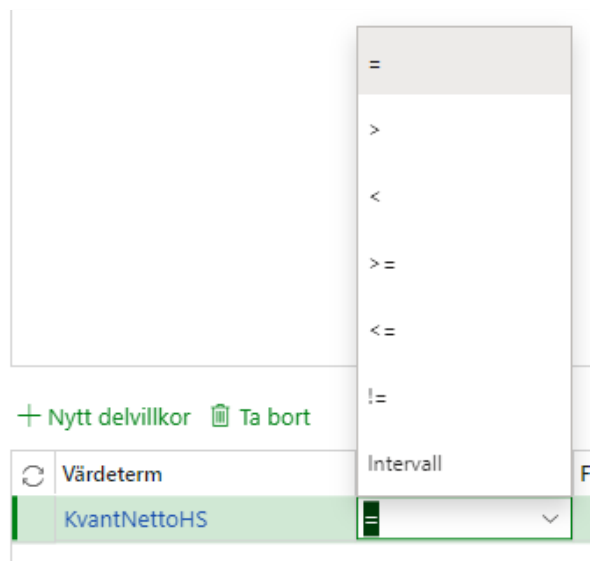 =
>
<
>=
<=
!=
Intervall
Nytt delvillkor Ta bort
Värdeterm F
KvantNettoHS =